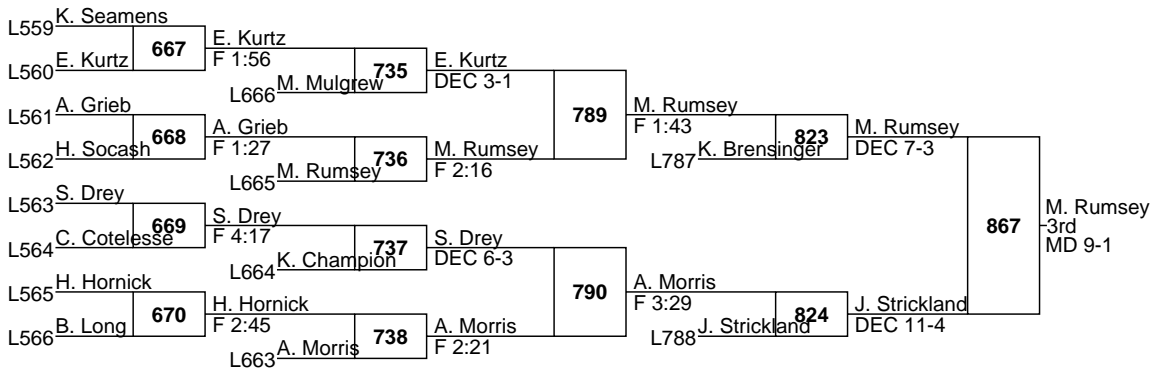 L559 K. Seamens
667
L560 E. Kurtz
E. Kurtz
F 1:56
735
L666 M. Mulgrew
E. Kurtz
DEC 3-1
L561 A. Grieb
668
L562 H. Socash
A. Grieb
F 1:27
736
L665 M. Rumsey
M. Rumsey
F 2:16
789
M. Rumsey
F 1:43
823
L787 K. Brensinger
M. Rumsey
DEC 7-3
L563 S. Drey
669
L564 C. Cotelesse
S. Drey
F 4:17
737
L664 K. Champion
S. Drey
DEC 6-3
L565 H. Hornick
670
L566 B. Long
H. Hornick
F 2:45
738
L663 A. Morris
A. Morris
F 2:21
790
A. Morris
F 3:29
824
L788 J. Strickland
J. Strickland
DEC 11-4
867
M. Rumsey
3rd
MD 9-1